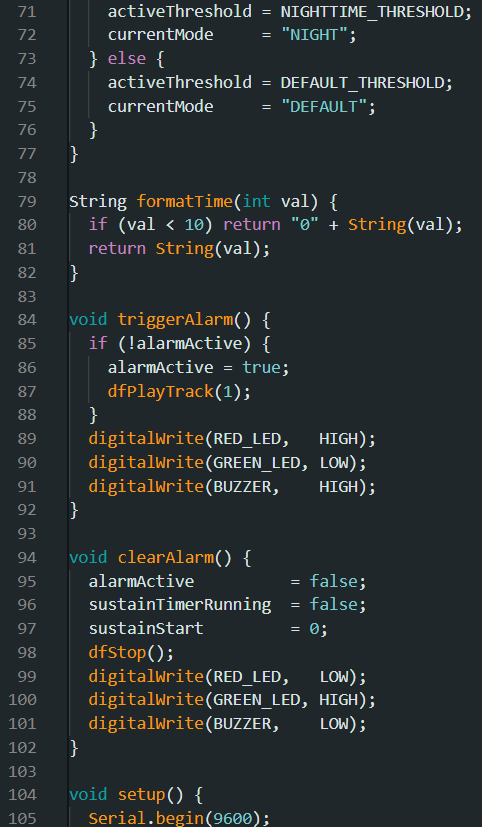 71 activeThreshold = NIGHTTIME_THRESHOLD;
72 currentMode     = "NIGHT";
73 } else {
74 activeThreshold = DEFAULT_THRESHOLD;
75 currentMode     = "DEFAULT";
76 }
77 }
78
79 String formatTime(int val) {
80 if (val < 10) return "0" + String(val);
81 return String(val);
82 }
83
84 void triggerAlarm() {
85 if (!alarmActive) {
86 alarmActive = true;
87 dfPlayTrack(1);
88 }
89 digitalWrite(RED_LED,   HIGH);
90 digitalWrite(GREEN_LED, LOW);
91 digitalWrite(BUZZER,    HIGH);
92 }
93
94 void clearAlarm() {
95 alarmActive          = false;
96 sustainTimerRunning  = false;
97 sustainStart         = 0;
98 dfStop();
99 digitalWrite(RED_LED,   LOW);
100 digitalWrite(GREEN_LED, HIGH);
101 digitalWrite(BUZZER,    LOW);
102 }
103
104 void setup() {
105 Serial.begin(9600);